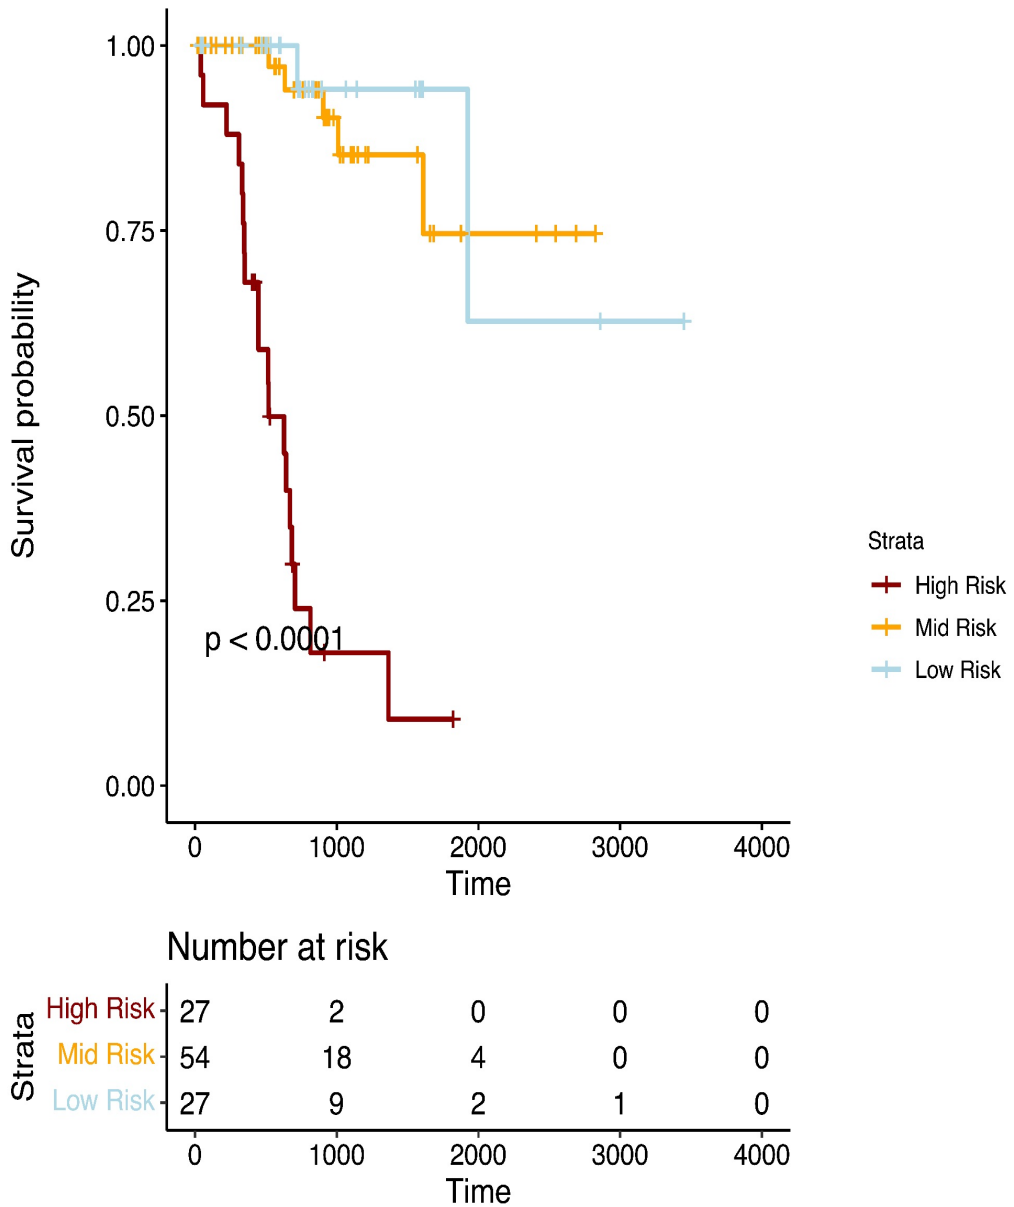 1.00
0.75
0.50
0.25
0.00
Survival probability
p < 0.0001
0 1000 2000 3000 4000
Time
Strata
High Risk
Mid Risk
Low Risk
Number at risk
Strata
High Risk 27 2 0 0 0
Mid Risk 54 18 4 0 0
Low Risk 27 9 2 1 0
0 1000 2000 3000 4000
Time